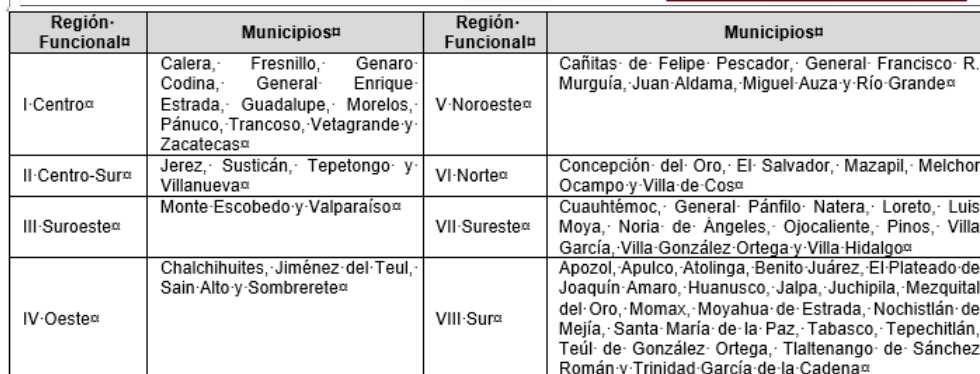 Región Funcional
Municipios
Región Funcional
Municipios
I Centro
Calera, Fresnillo, Genaro
Codina, General Enrique
Estrada, Guadalupe, Morelos,
Pánuco, Trancoso, Vetagrande y
Zacatecas
V Noroeste
Cañitas de Felipe Pescador, General Francisco R.
Murguía, Juan Aldama, Miguel Auza y Río Grande
II Centro-Sur
Jerez, Susticán, Tepetongo y
Villanueva
VI Norte
Concepción del Oro, El Salvador, Mazapil, Melchor
Ocampo y Villa de Cos
III Suroeste
Monte Escobedo y Valparaíso
VII Sureste
Cuauhtémoc, General Pánfilo Natera, Loreto, Luis
Moya, Noria de Ángeles, Ojocaliente, Pinos, Villa
García, Villa González Ortega y Villa Hidalgo
IV Oeste
Chalchihuites, Jiménez del Teul,
Sain Alto y Sombrerete
VIII Sur
Apozol, Apulco, Atolinga, Benito Juárez, El Plateado de
Joaquín Amaro, Huanusco, Jalpa, Juchipila, Mezquital
del Oro, Momax, Moyahua de Estrada, Nochistlán de
Mejía, Santa María de la Paz, Tabasco, Tepechitlán,
Teúl de González Ortega, Tlaltenango de Sánchez
Román y Trinidad García de la Cadena